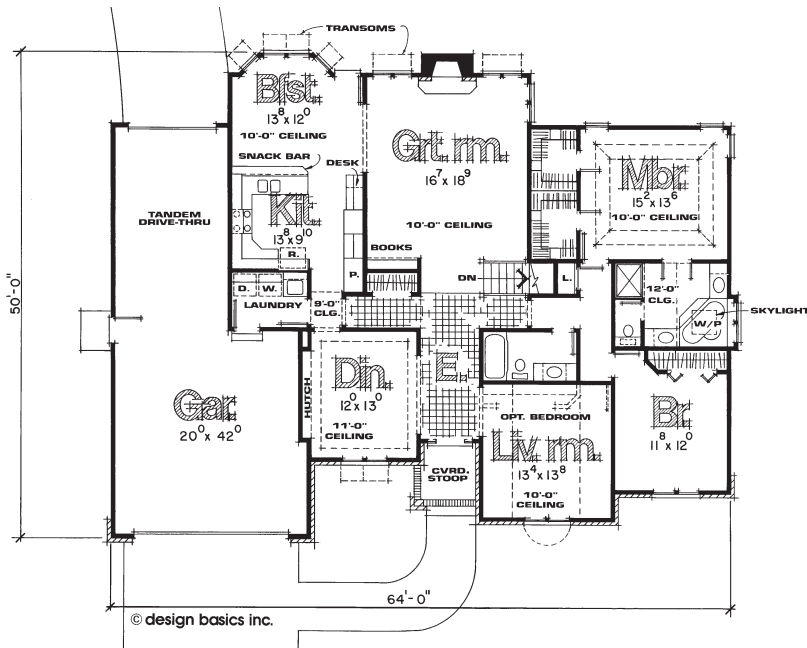 TRANSOMS
Bfst.
13⁸ x 12⁰
10'-0" CEILING
SNACK BAR
DESK
Grt. rm.
16⁷ x 18⁹
10'-0" CEILING
BOOKS
Mbr.
15² x 13⁶
10'-0" CEILING
TANDEM
DRIVE-THRU
Kit.
13⁸ x 9¹⁰
R.
P.
DN
L.
12'-0"
CLG.
SKYLIGHT
W/P
D.
W.
LAUNDRY
9'-0"
CLG.
50'-0"
Gar.
20⁰ x 42⁰
HUTCH
Dn.
12⁰ x 13⁰
11'-0"
CEILING
E.
OPT. BEDROOM
Liv. rm.
13⁴ x 13⁸
10'-0"
CEILING
Br.
11⁸ x 12⁰
CVRD.
STOOP
64'-0"
© design basics inc.